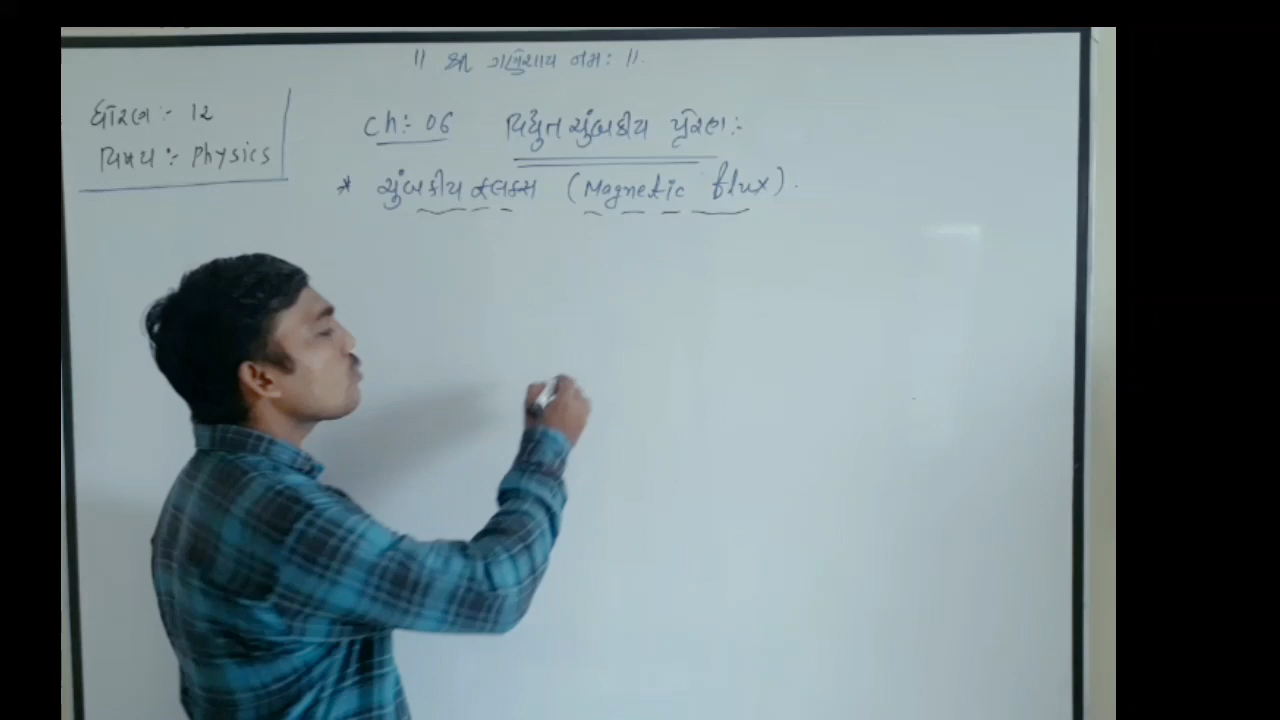 ॥ શ્રી ગણેશાય નમઃ ॥
ધોરણ :- 12
વિષય :- Physics
Ch :- 06 વિદ્યુત ચુંબકીય પ્રેરણ :-
* ચુંબકીય ફ્લક્સ (Magnetic flux).